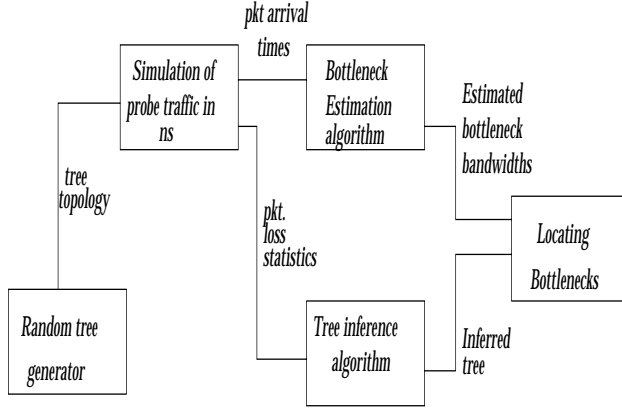 pkt arrival
times
Simulation of
probe traffic in
ns
Bottleneck
Estimation
algorithm
Estimated
bottleneck
bandwidths
tree
topology
pkt.
loss
statistics
Locating
Bottlenecks
Random tree
generator
Tree inference
algorithm
Inferred
tree